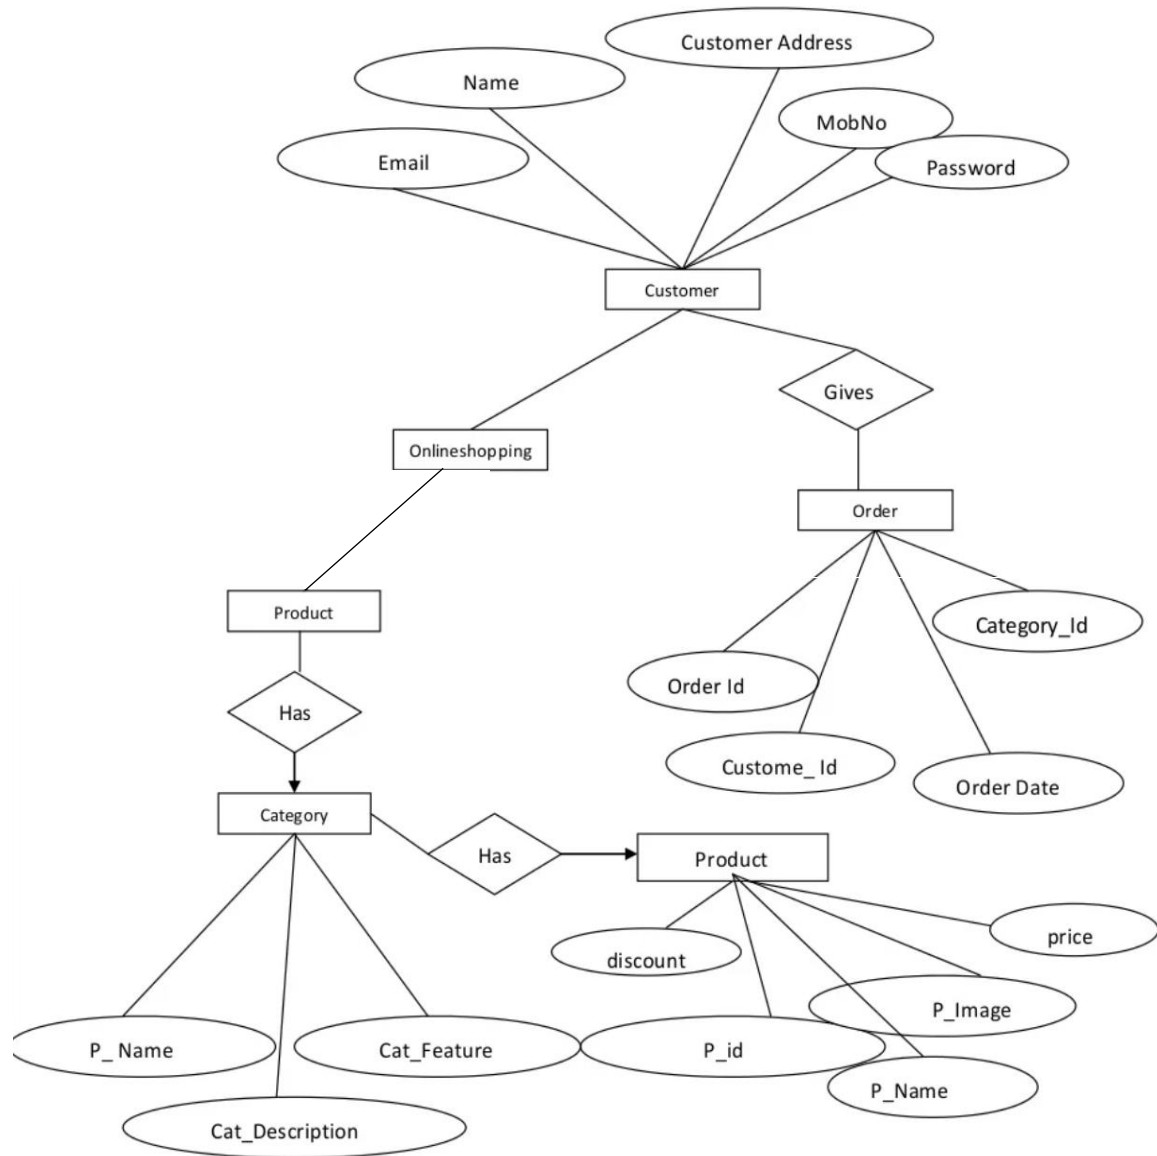 Customer Address
Name
MobNo
Email
Password
Customer
Gives
Onlineshopping
Order
Product
Category_Id
Order Id
Has
Custome_ Id
Order Date
Category
Has
Product
discount
price
P_Image
P_ Name
Cat_Feature
P_id
P_Name
Cat_Description